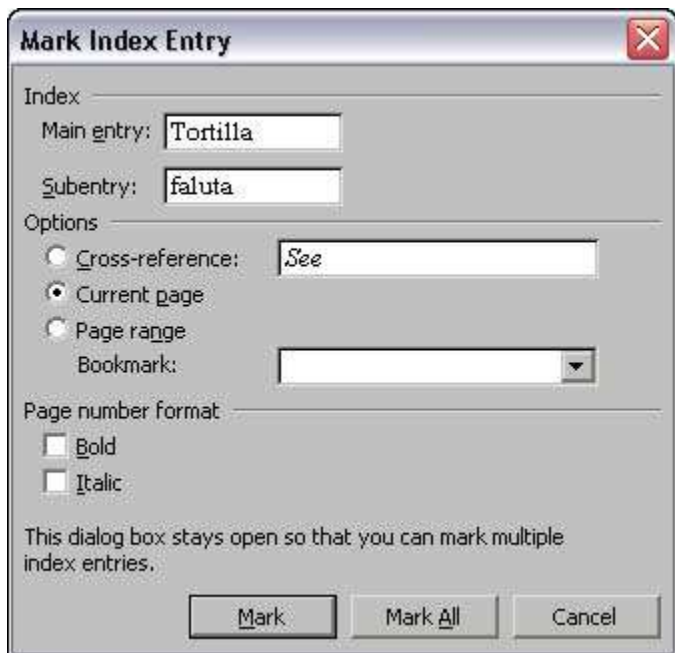 Mark Index Entry
Index
Main entry: Tortilla
Subentry: faluta
Options
Cross-reference: See
Current page
Page range
Bookmark:
Page number format
Bold
Italic
This dialog box stays open so that you can mark multiple
index entries.
Mark Mark All Cancel